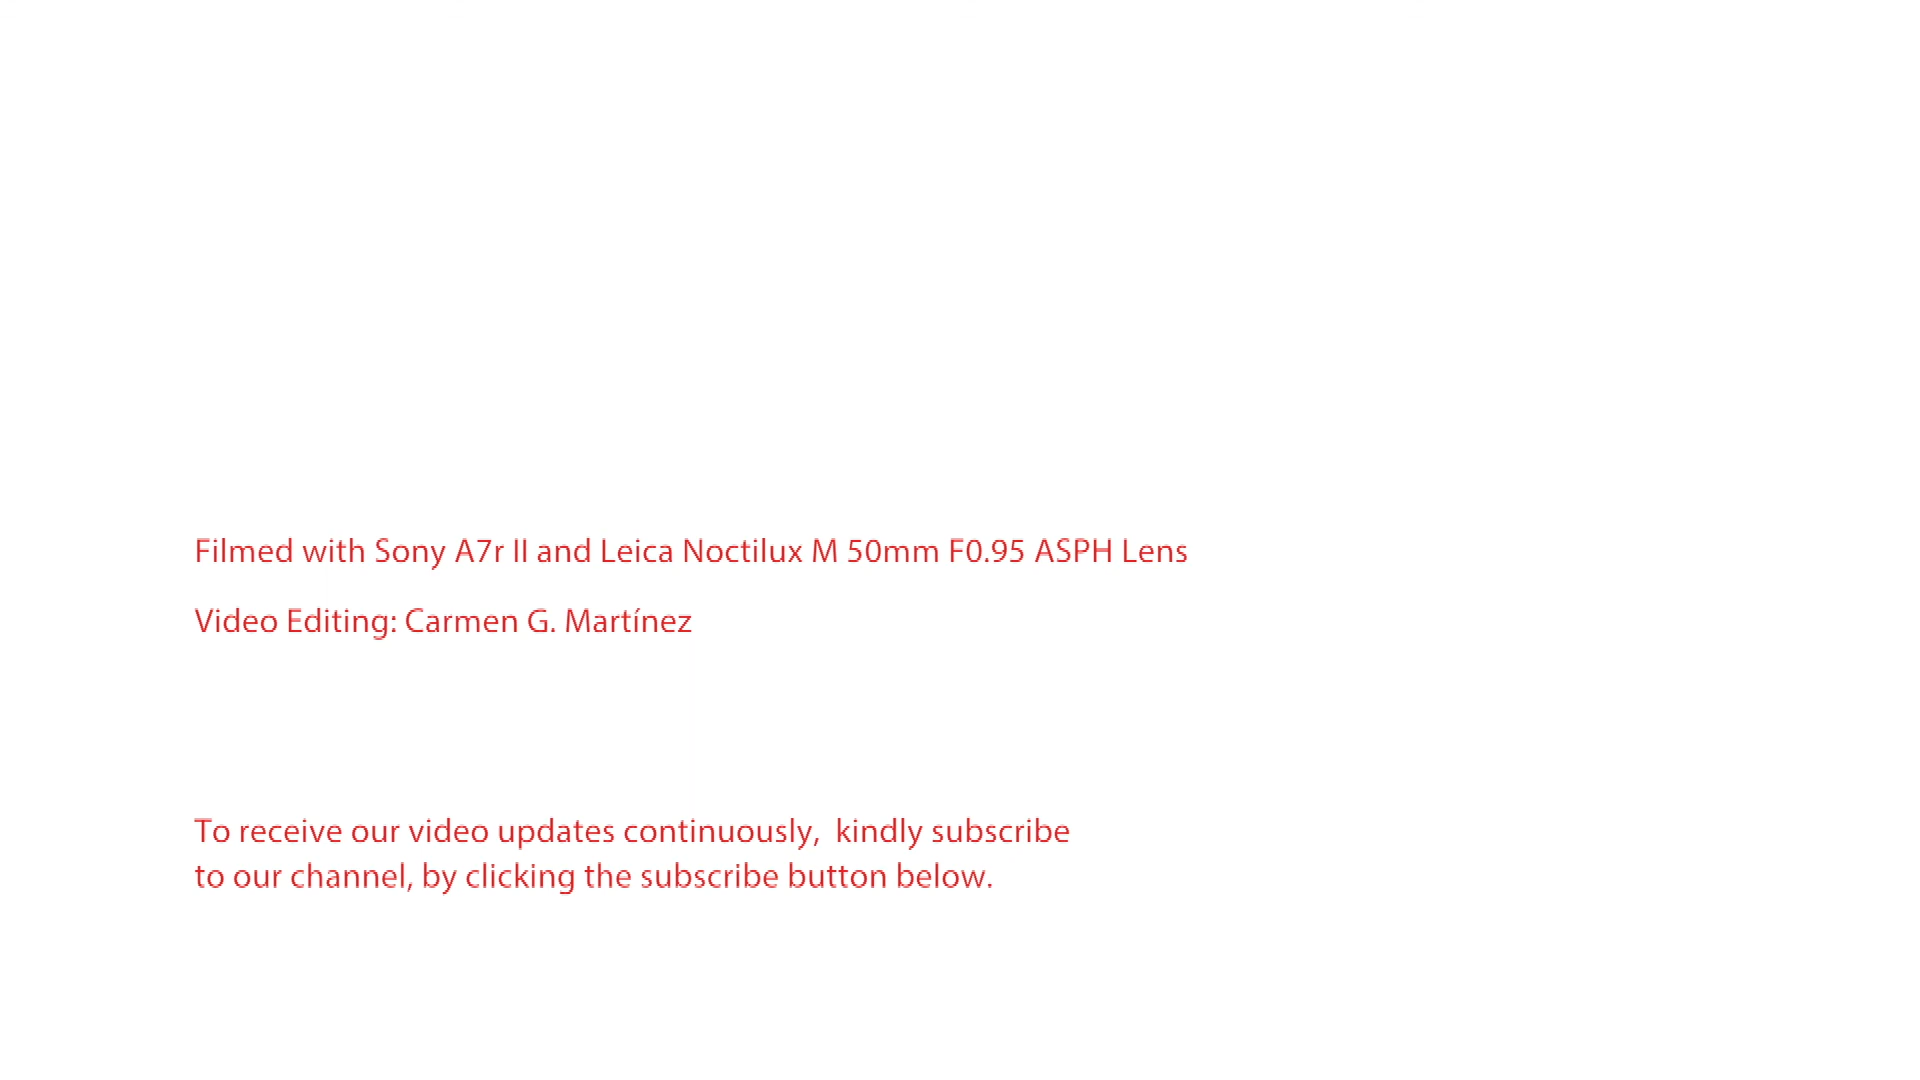 Filmed with Sony A7r II and Leica Noctilux M 50mm F0.95 ASPH Lens
Video Editing: Carmen G. Martínez
To receive our video updates continuously,  kindly subscribe
to our channel, by clicking the subscribe button below.